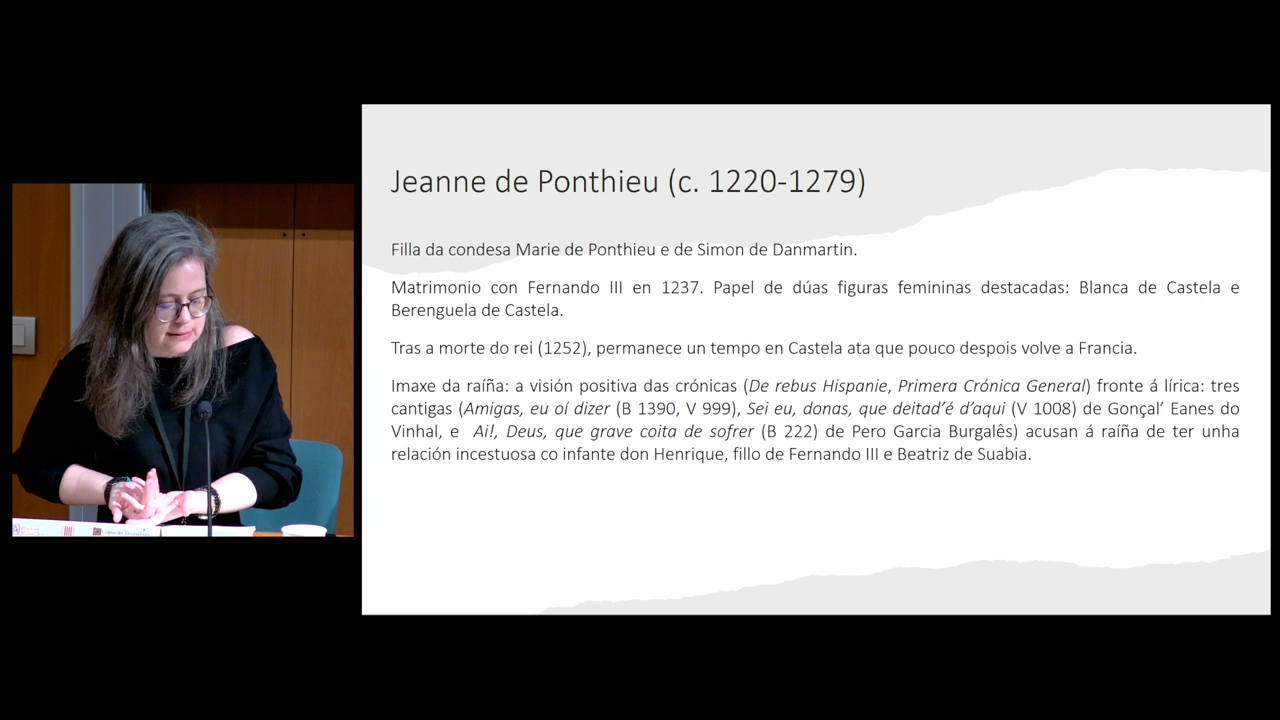 Jeanne de Ponthieu (c. 1220-1279)
Filla da condesa Marie de Ponthieu e de Simon de Danmartin.
Matrimonio con Fernando III en 1237. Papel de dúas figuras femininas destacadas: Blanca de Castela e
Berenguela de Castela.
Tras a morte do rei (1252), permanece un tempo en Castela ata que pouco despois volve a Francia.
Imaxe da raíña: a visión positiva das crónicas (De rebus Hispanie, Primera Crónica General) fronte á lírica: tres
cantigas (Amigas, eu oí dizer (B 1390, V 999), Sei eu, donas, que deitad’é d’aqui (V 1008) de Gonçal’ Eanes do
Vinhal, e Ai!, Deus, que grave coita de sofrer (B 222) de Pero Garcia Burgalês) acusan á raíña de ter unha
relación incestuosa co infante don Henrique, fillo de Fernando III e Beatriz de Suabia.